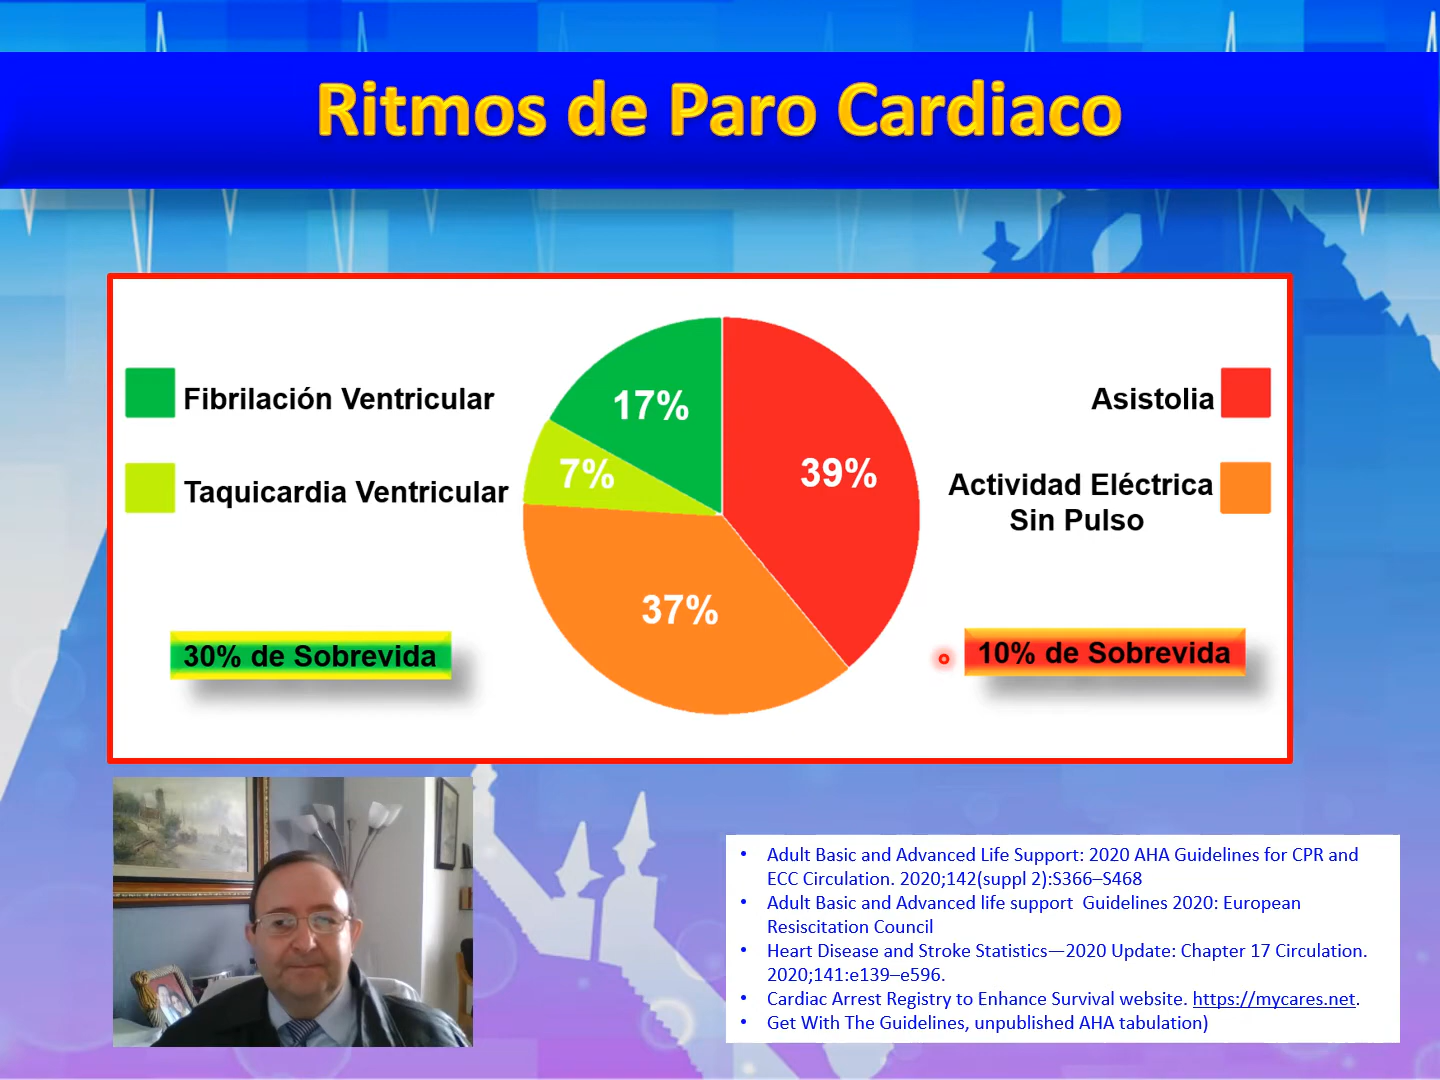 Ritmos de Paro Cardiaco
Fibrilación Ventricular
Taquicardia Ventricular
30% de Sobrevida
17%
7%
39%
37%
Asistolia
Actividad Eléctrica
Sin Pulso
10% de Sobrevida
• Adult Basic and Advanced Life Support: 2020 AHA Guidelines for CPR and
ECC Circulation. 2020;142(suppl 2):S366–S468
• Adult Basic and Advanced life support  Guidelines 2020: European
Resiscitation Council
• Heart Disease and Stroke Statistics—2020 Update: Chapter 17 Circulation.
2020;141:e139–e596.
• Cardiac Arrest Registry to Enhance Survival website. https://mycares.net.
• Get With The Guidelines, unpublished AHA tabulation)